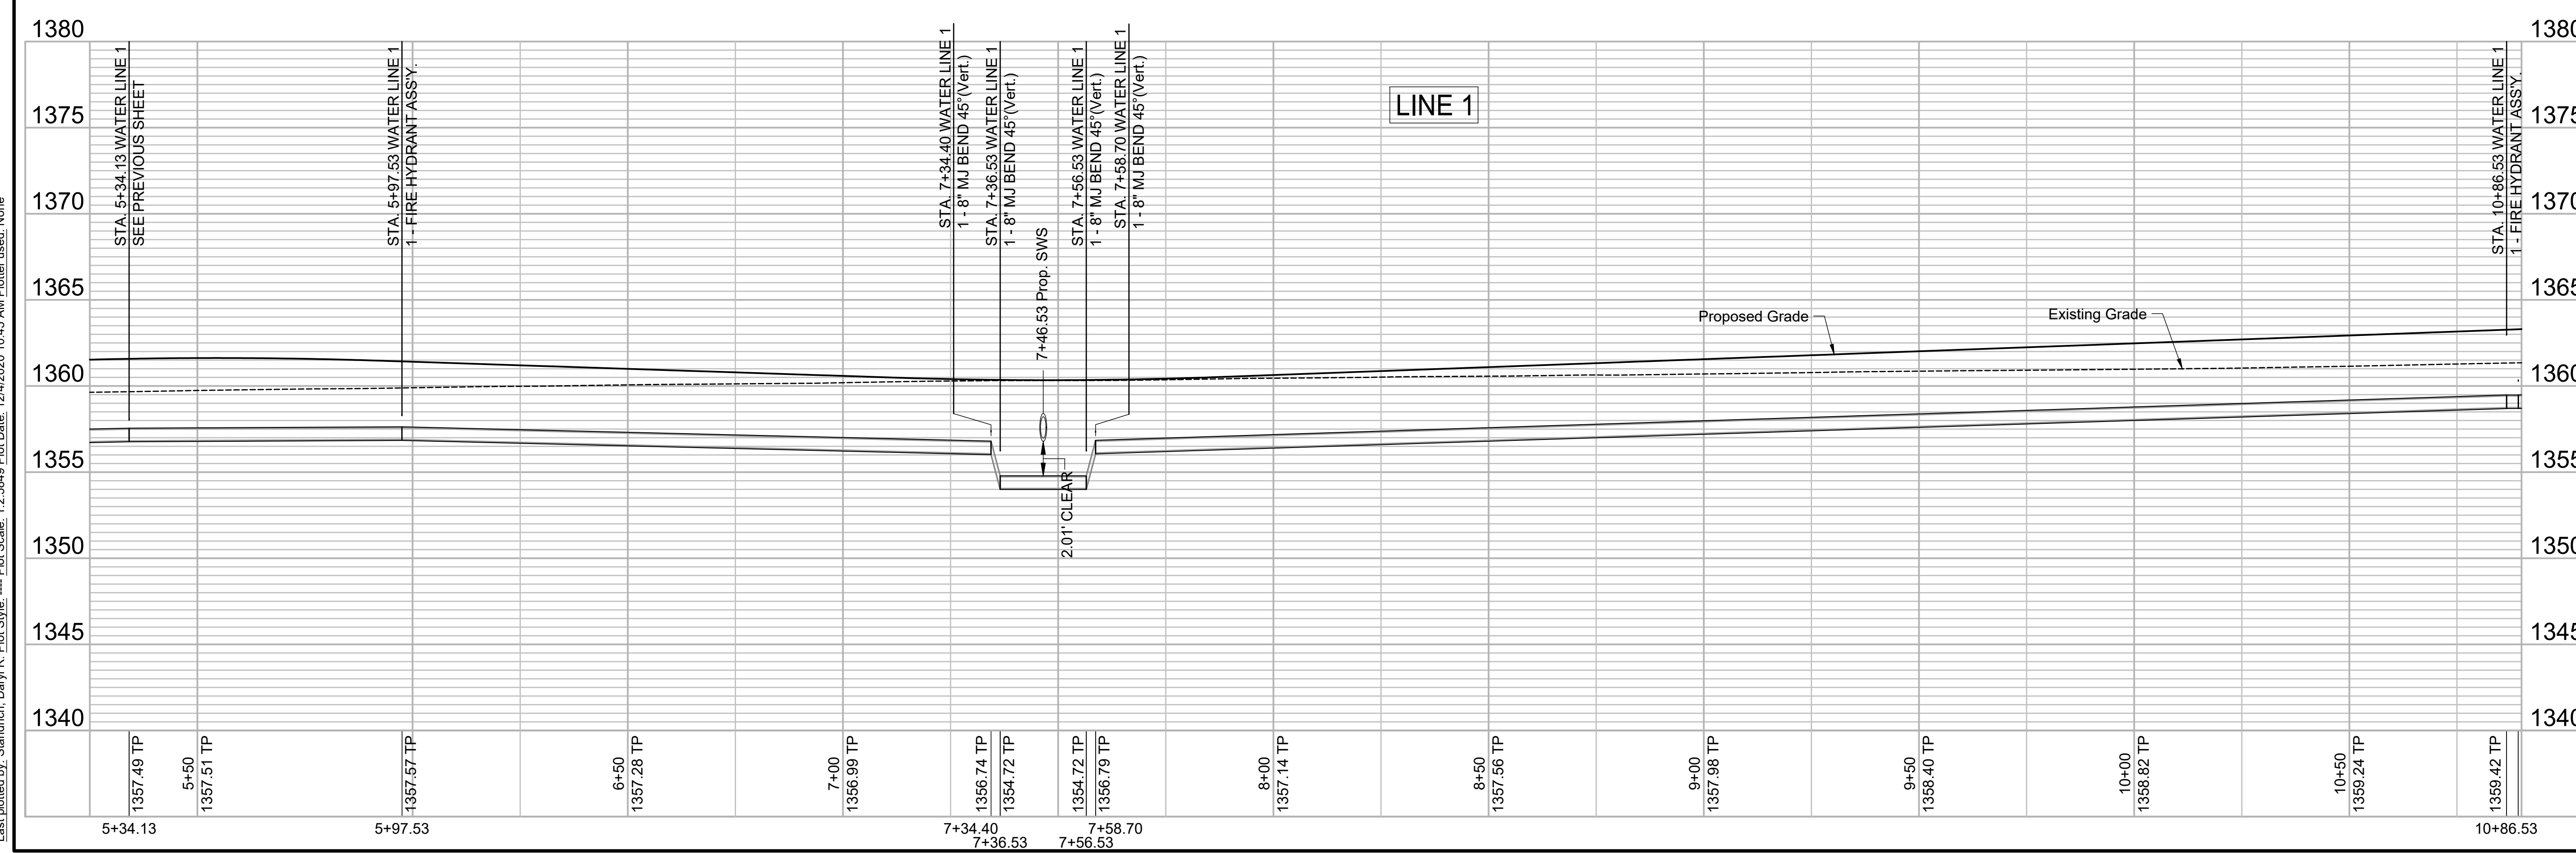 1380
1375
1370
1365
1360
1355
1350
1345
1340
STA. 5+34.13 WATER LINE 1
SEE PREVIOUS SHEET
STA. 5+97.53 WATER LINE 1
1 - FIRE HYDRANT ASS'Y.
STA. 7+34.40 WATER LINE 1
1 - 8" MJ BEND 45°(Vert.)
STA. 7+36.53 WATER LINE 1
1 - 8" MJ BEND 45°(Vert.)
7+46.53 Prop. SWS
STA. 7+56.53 WATER LINE 1
1 - 8" MJ BEND 45°(Vert.)
STA. 7+58.70 WATER LINE 1
1 - 8" MJ BEND 45°(Vert.)
2.01' CLEAR
LINE 1
Proposed Grade
Existing Grade
STA. 10+86.53 WATER LINE 1
1 - FIRE HYDRANT ASS'Y.
1357.49 TP
5+50
1357.51 TP
1357.57 TP
6+50
1357.28 TP
7+00
1356.99 TP
1356.74 TP
1354.72 TP
1354.72 TP
1356.79 TP
8+00
1357.14 TP
8+50
1357.56 TP
9+00
1357.98 TP
9+50
1358.40 TP
10+00
1358.82 TP
10+50
1359.24 TP
1359.42 TP
5+34.13
5+97.53
7+34.40
7+58.70
10+86.53
7+36.53
7+56.53